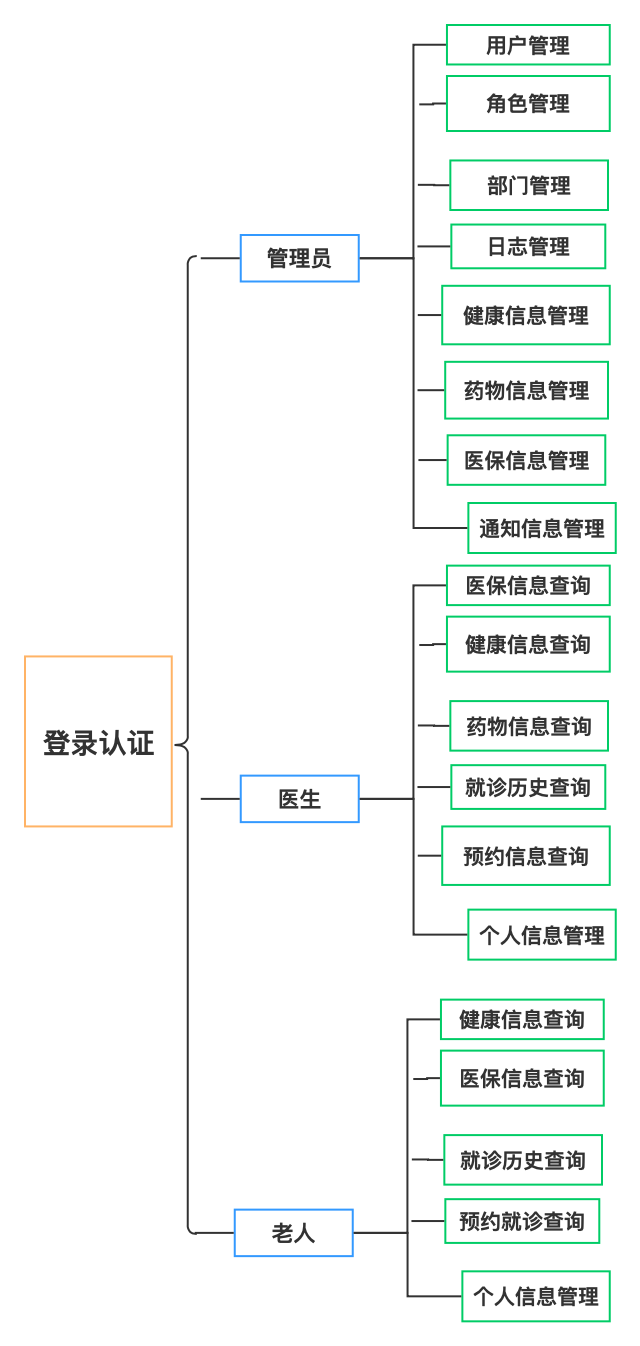 登录认证
管理员
用户管理
角色管理
部门管理
日志管理
健康信息管理
药物信息管理
医保信息管理
通知信息管理
医生
医保信息查询
健康信息查询
药物信息查询
就诊历史查询
预约信息查询
个人信息管理
老人
健康信息查询
医保信息查询
就诊历史查询
预约就诊查询
个人信息管理